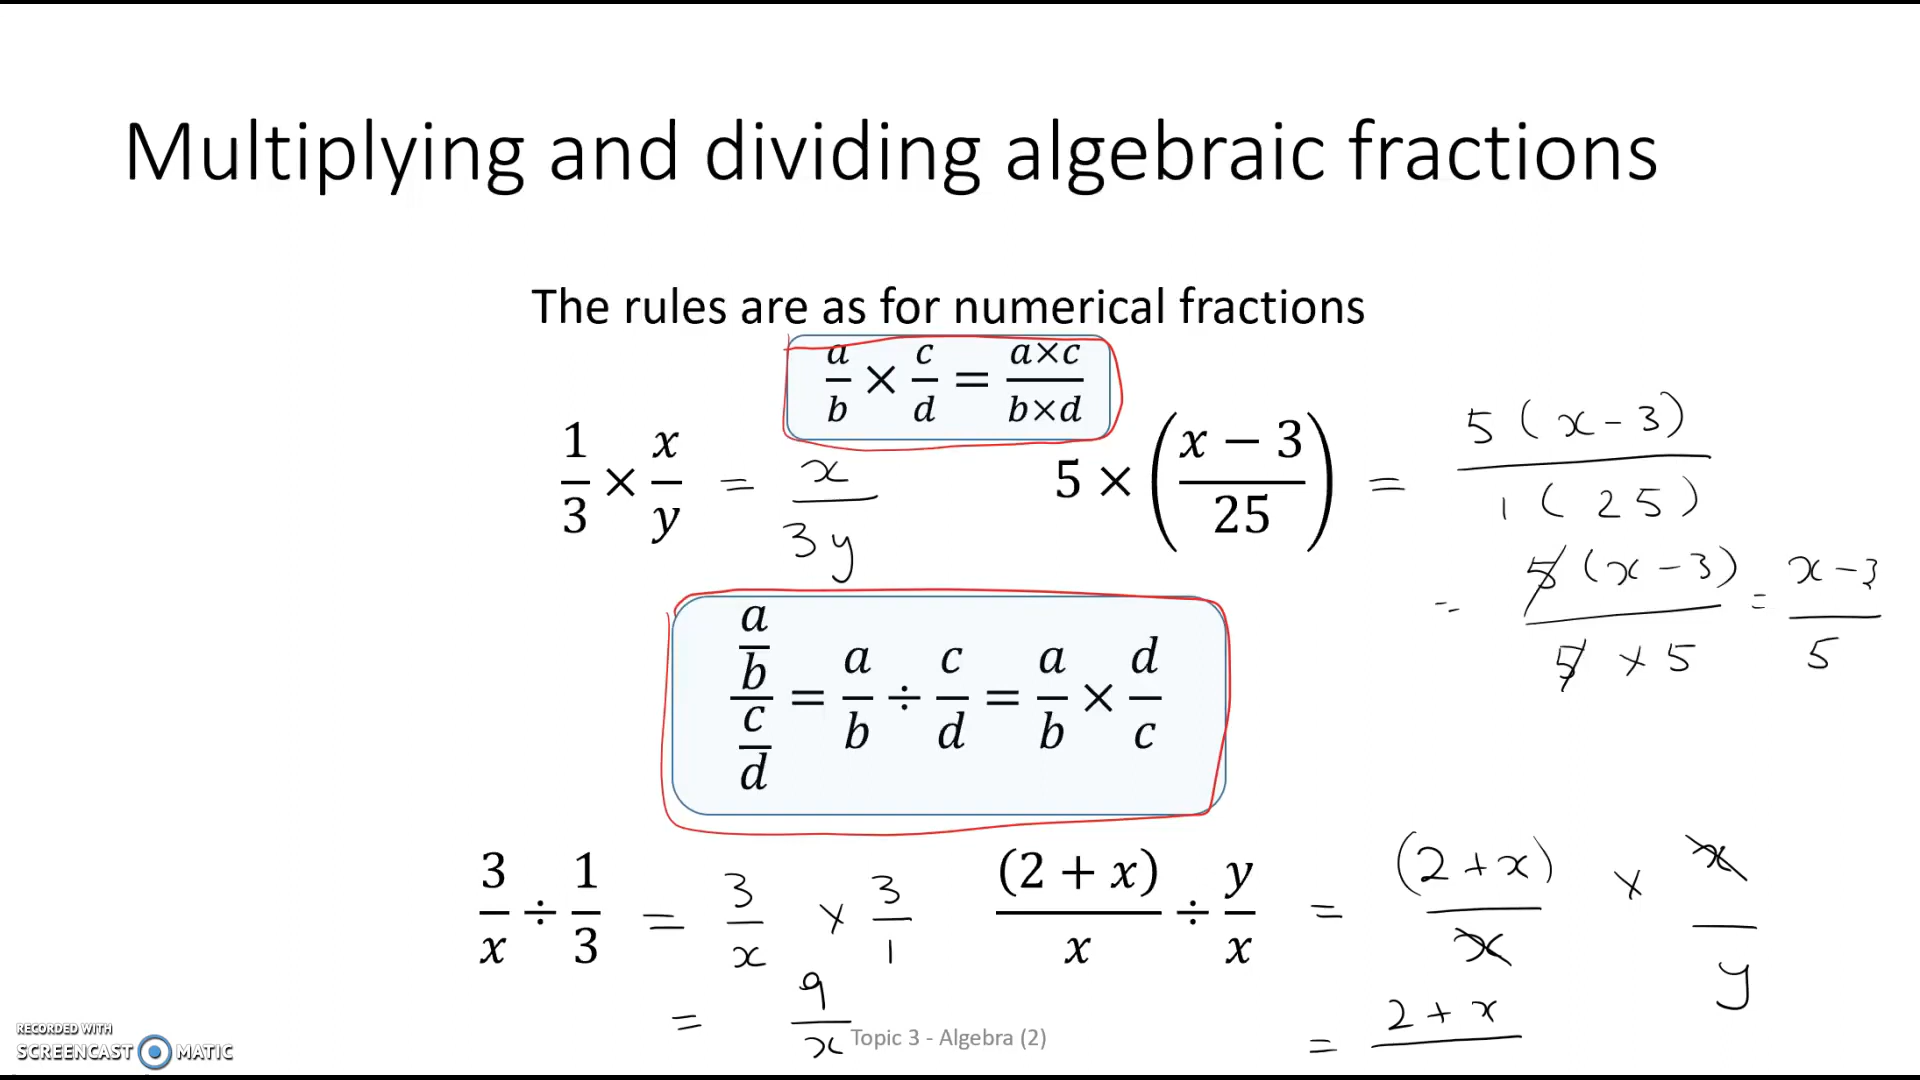 Multiplying and dividing algebraic fractions
The rules are as for numerical fractions
a/b × c/d = a×c/b×d
1/3 × x/y = x/3y
5 × (x − 3/25) = 5(x-3)/1(25)
= 5(x-3)/5 × 5 = x-3/5
a/b/c/d = a/b ÷ c/d = a/b × d/c
3/x ÷ 1/3 = 3/x × 3/1
= 9/x
(2 + x)/x ÷ y/x = (2+x)/x × x/y
= 2+x
Topic 3 - Algebra (2)
RECORDED WITH
SCREENCAST MATIC